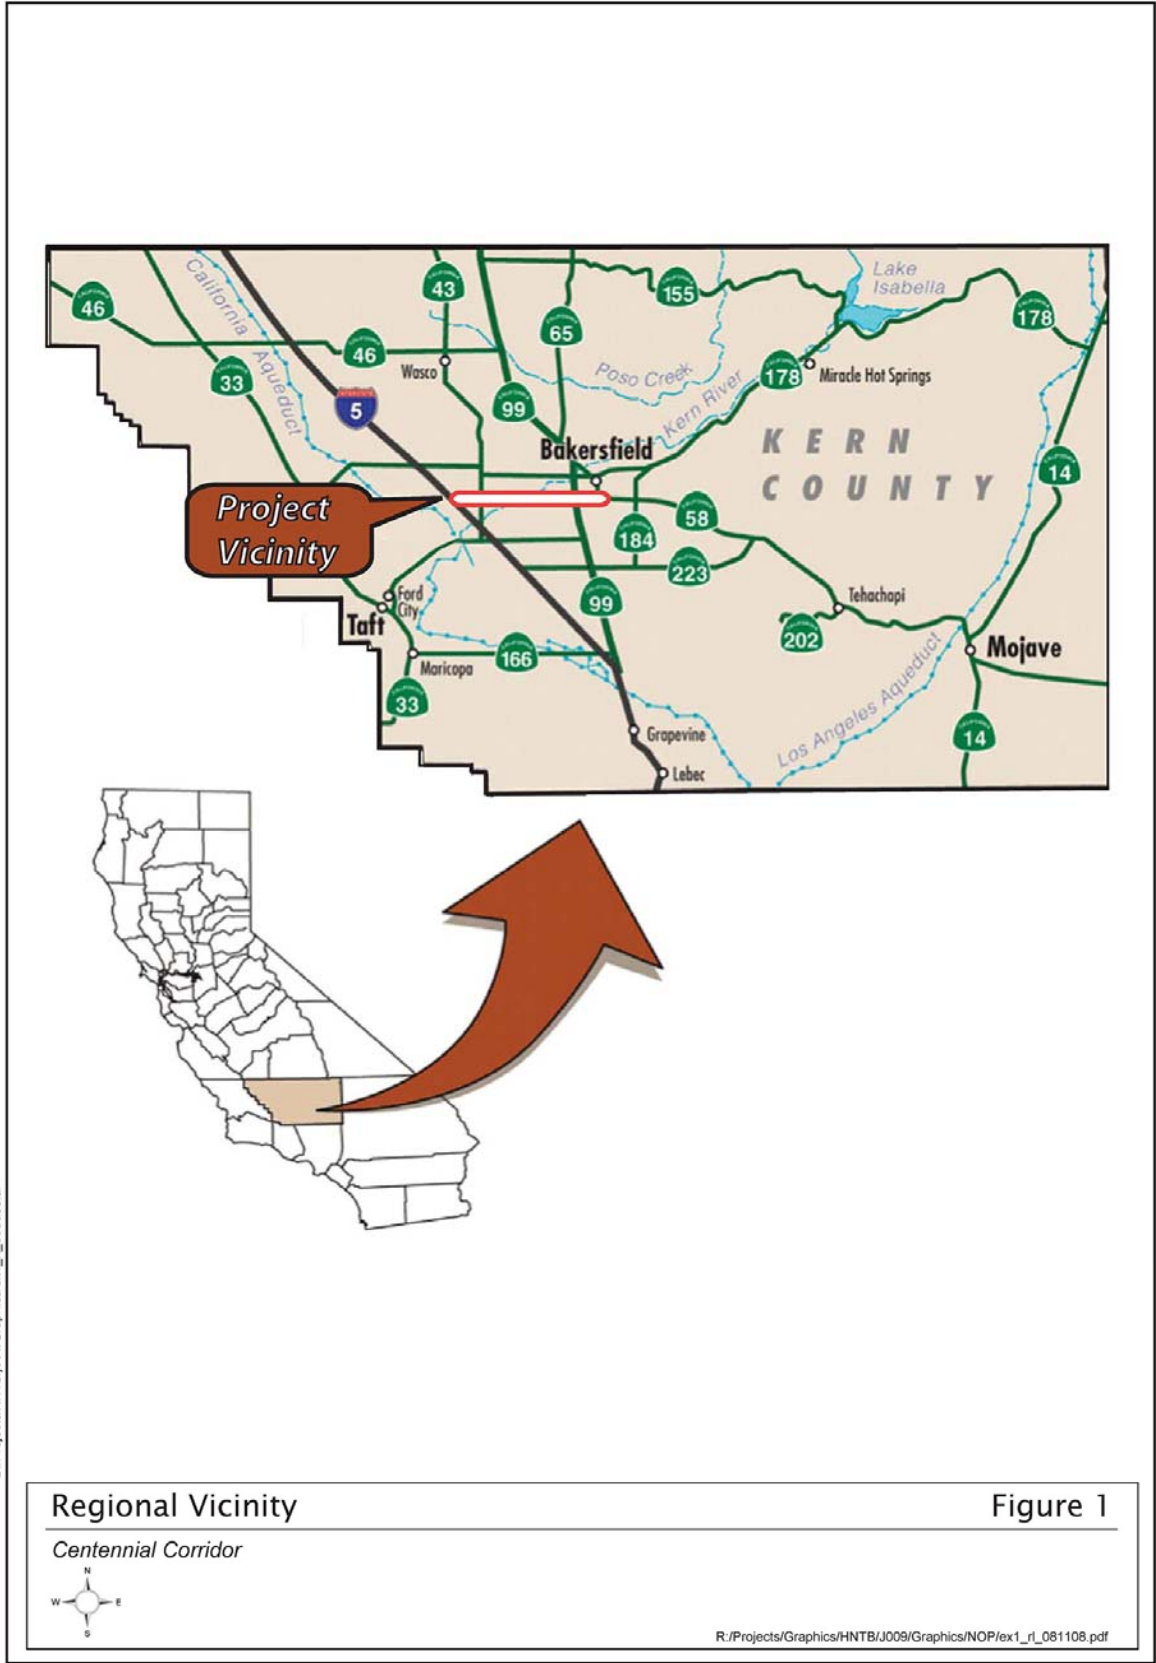 California
Aqueduct
Lake
Isabella
46
43
155
178
65
46
33
Wasco
Poso Creek
178
Miracle Hot Springs
INTERSTATE
5
99
Kern River
Bakersfield
KERN
COUNTY
14
Project
Vicinity
58
184
223
Ford
City
99
Tehachapi
Taft
202
Mojave
Maricopa
166
33
Los Angeles Aqueduct
Grapevine
14
Lebec
Regional Vicinity
Figure 1
Centennial Corridor
N
W
E
S
R:/Projects/Graphics/HNTB/J009/Graphics/NOP/ex1_rl_081108.pdf